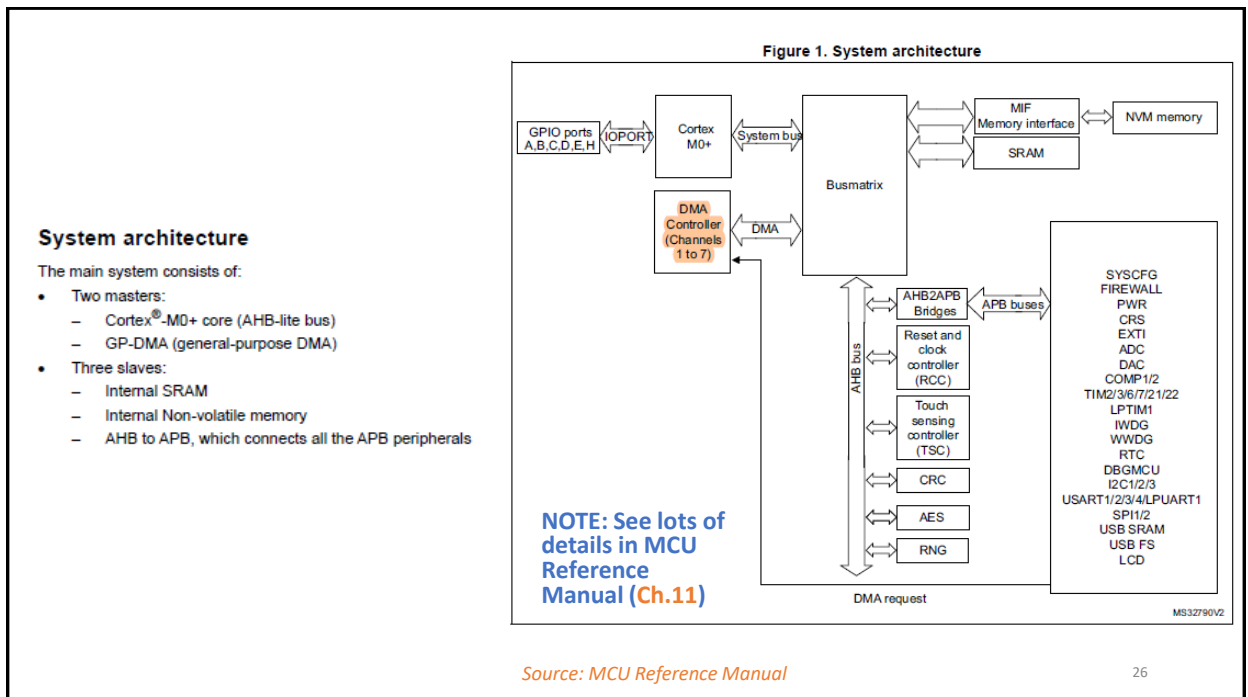 System architecture
The main system consists of:
• Two masters:
– Cortex®-M0+ core (AHB-lite bus)
– GP-DMA (general-purpose DMA)
• Three slaves:
– Internal SRAM
– Internal Non-volatile memory
– AHB to APB, which connects all the APB peripherals
Figure 1. System architecture
GPIO ports
A,B,C,D,E,H
IOPORT
Cortex
M0+
System bus
Busmatrix
MIF
Memory interface
NVM memory
SRAM
DMA
Controller
(Channels
1 to 7)
DMA
AHB bus
AHB2APB
Bridges
APB buses
Reset and
clock
controller
(RCC)
Touch
sensing
controller
(TSC)
CRC
AES
RNG
SYSCFG
FIREWALL
PWR
CRS
EXTI
ADC
DAC
COMP1/2
TIM2/3/6/7/21/22
LPTIM1
IWDG
WWDG
RTC
DBGMCU
I2C1/2/3
USART1/2/3/4/LPUART1
SPI1/2
USB SRAM
USB FS
LCD
DMA request
MS32790V2
NOTE: See lots of
details in MCU
Reference
Manual (Ch.11)
Source: MCU Reference Manual
26